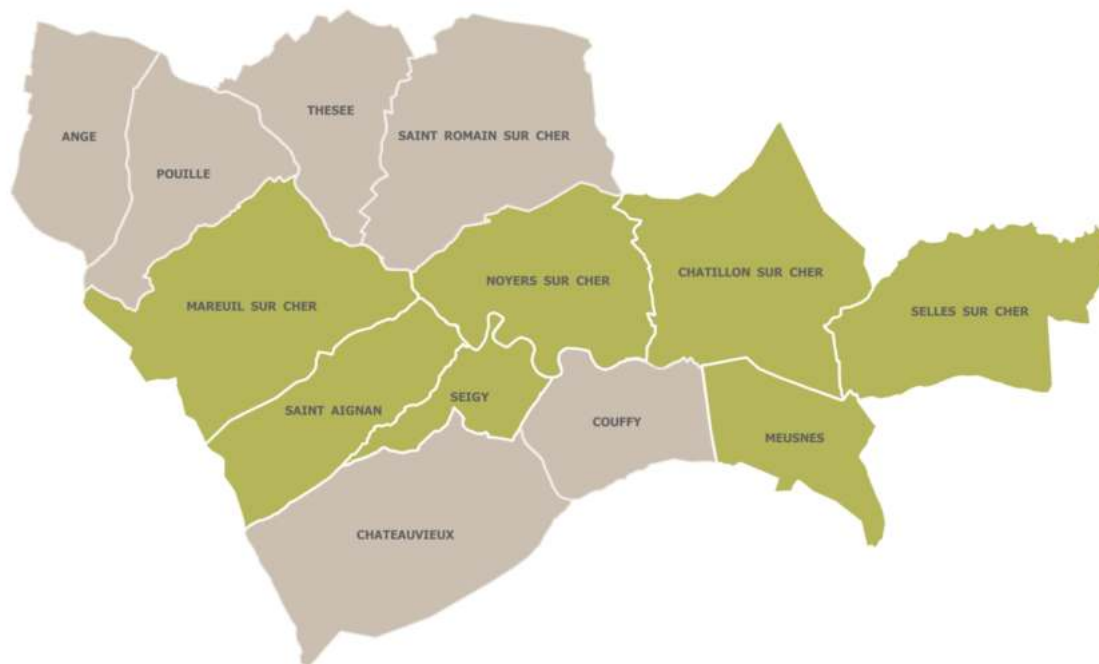 THESEE
ANGE
SAINT ROMAIN SUR CHER
POUILLE
CHATILLON SUR CHER
NOYERS SUR CHER
MAREUIL SUR CHER
SELLES SUR CHER
SEIGY
SAINT AIGNAN
COUFFY
MEUSNES
CHATEAUVIEUX